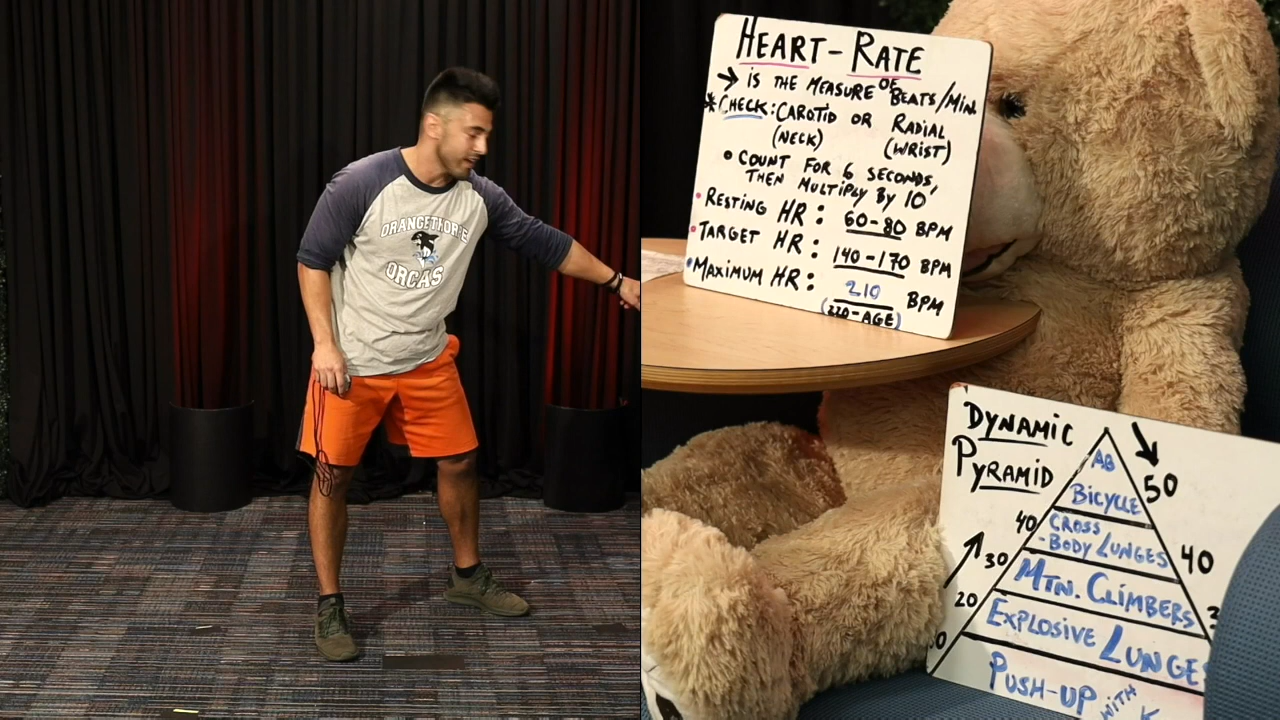 ORANGETHORPE
ORCAS
HEART-RATE
→ IS THE MEASURE OF BEATS/MIN.
*CHECK: CAROTID OR RADIAL
(NECK) (WRIST)
• COUNT FOR 6 SECONDS,
THEN MULTIPLY BY 10
• RESTING HR: 60-80 BPM
• TARGET HR: 140-170 BPM
• MAXIMUM HR: 210 BPM
(220-AGE)
DYNAMIC
PYRAMID
AB
BICYCLE 50
40 CROSS
-BODY LUNGES 40
30 MTN. CLIMBERS
20 EXPLOSIVE LUNGE
PUSH-UP WITH